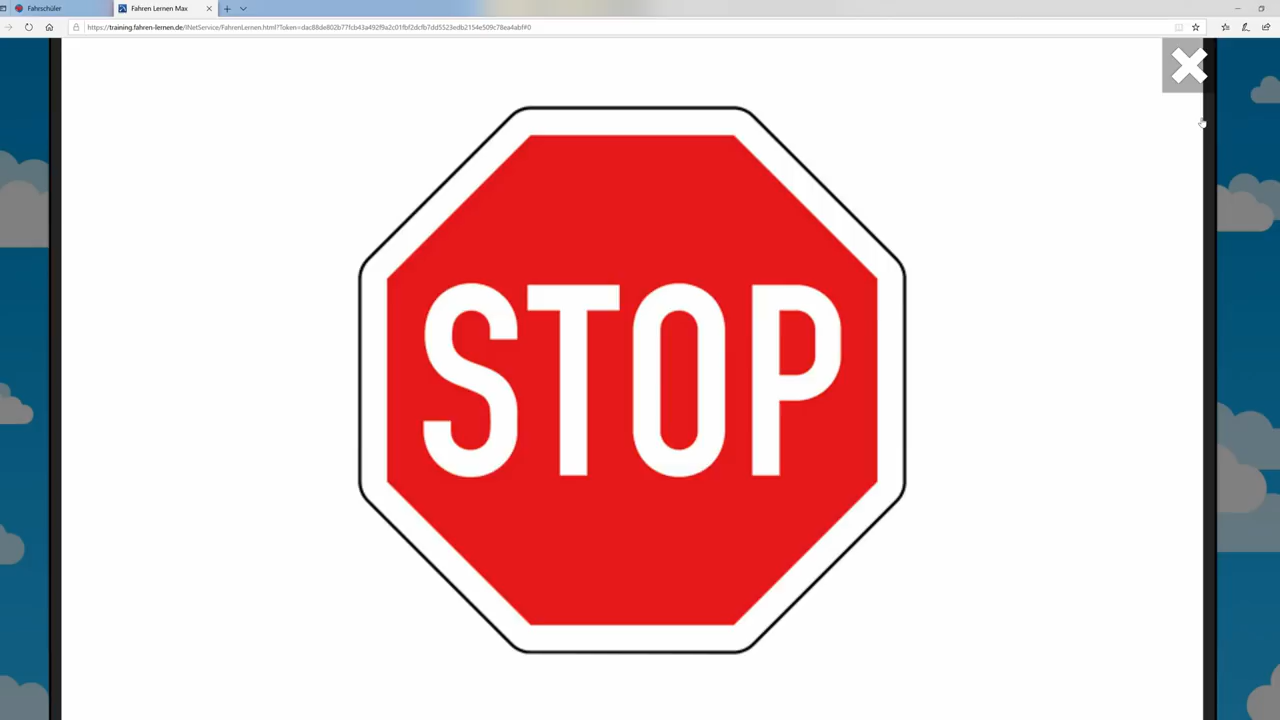 Fahrschüler
Fahren Lernen Max
https://training.fahren-lernen.de/INetService/FahrenLernen.html?Token=dac88de802b77fcb43a492f9a2c01fbf2dcfb7dd5523edb2154e509c78ea4abf#0
STOP